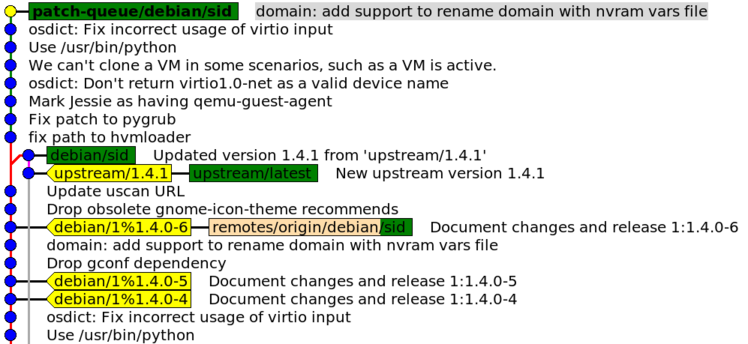 patch-queue/debian/sid domain: add support to rename domain with nvram vars file
osdict: Fix incorrect usage of virtio input
Use /usr/bin/python
We can't clone a VM in some scenarios, such as a VM is active.
osdict: Don't return virtio1.0-net as a valid device name
Mark Jessie as having qemu-guest-agent
Fix patch to pygrub
fix path to hvmloader
debian/sid Updated version 1.4.1 from 'upstream/1.4.1'
upstream/1.4.1 upstream/latest New upstream version 1.4.1
Update uscan URL
Drop obsolete gnome-icon-theme recommends
debian/1%1.4.0-6 remotes/origin/debian/sid Document changes and release 1:1.4.0-6
domain: add support to rename domain with nvram vars file
Drop gconf dependency
debian/1%1.4.0-5 Document changes and release 1:1.4.0-5
debian/1%1.4.0-4 Document changes and release 1:1.4.0-4
osdict: Fix incorrect usage of virtio input
Use /usr/bin/python